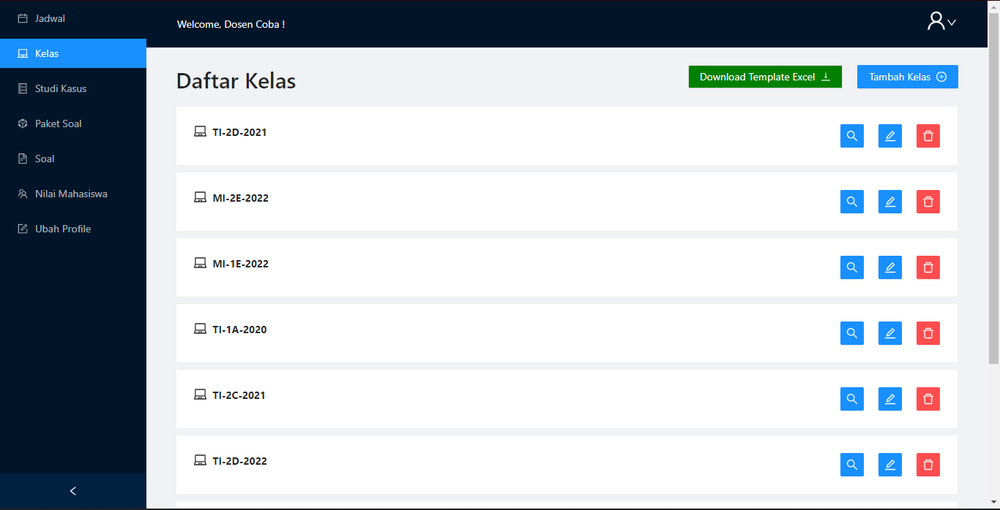 Jadwal
Welcome, Dosen Coba !
Kelas
Studi Kasus
Paket Soal
Soal
Nilai Mahasiswa
Ubah Profile
Daftar Kelas
Download Template Excel
Tambah Kelas
TI-2D-2021
MI-2E-2022
MI-1E-2022
TI-1A-2020
TI-2C-2021
TI-2D-2022